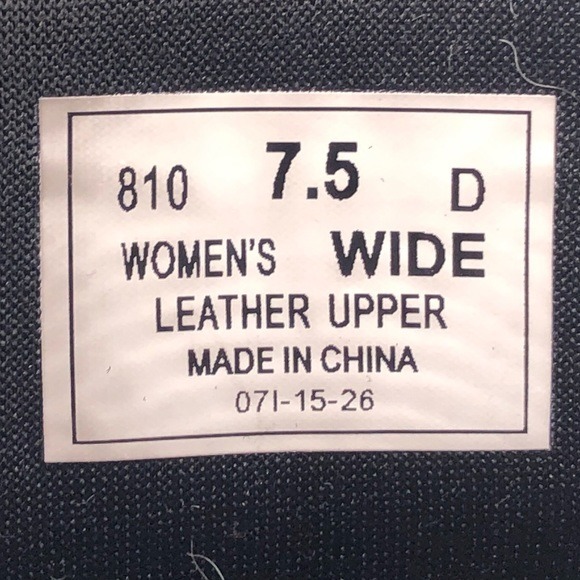 810 7.5 D
WOMEN'S WIDE
LEATHER UPPER
MADE IN CHINA
07I-15-26